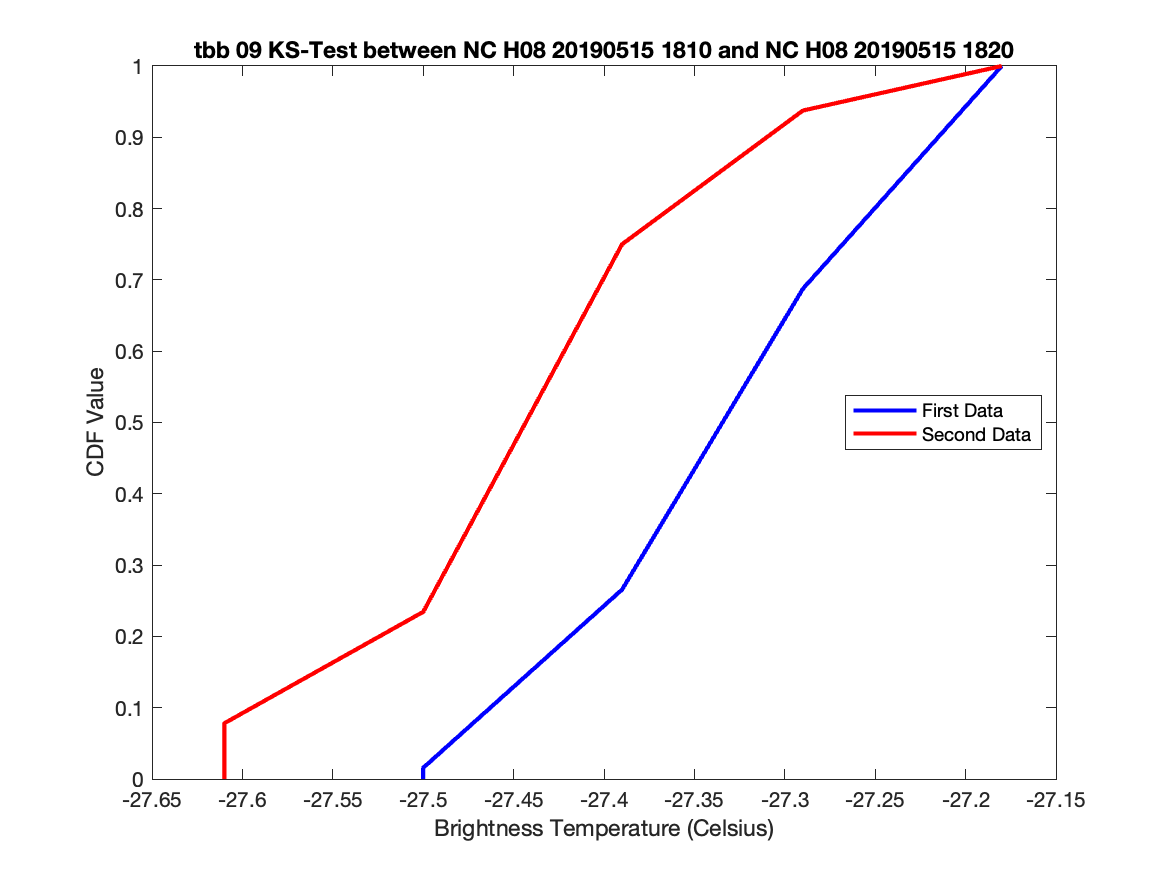 tbb 09 KS-Test between NC H08 20190515 1810 and NC H08 20190515 1820
1
0.9
0.8
0.7
0.6
0.5
0.4
0.3
0.2
0.1
0
CDF Value
First Data
Second Data
-27.65 -27.6 -27.55 -27.5 -27.45 -27.4 -27.35 -27.3 -27.25 -27.2 -27.15
Brightness Temperature (Celsius)